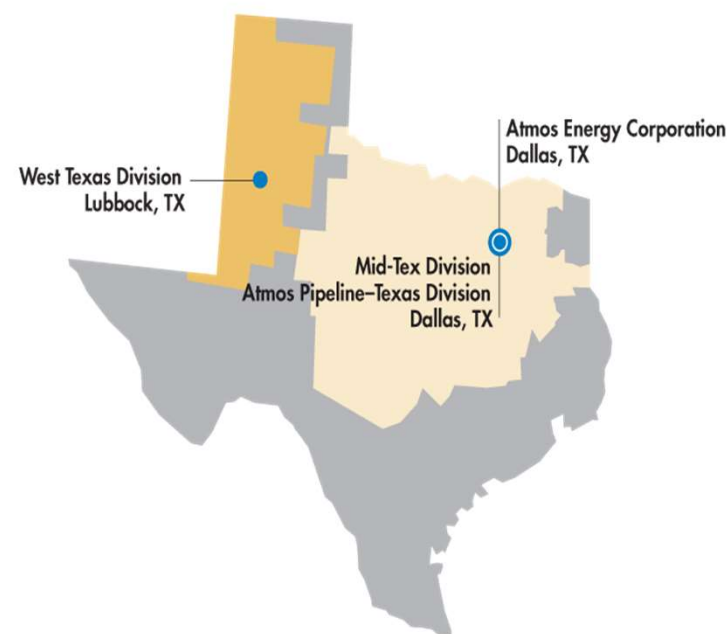 Atmos Energy Corporation
Dallas, TX
West Texas Division
Lubbock, TX
Mid-Tex Division
Atmos Pipeline–Texas Division
Dallas, TX